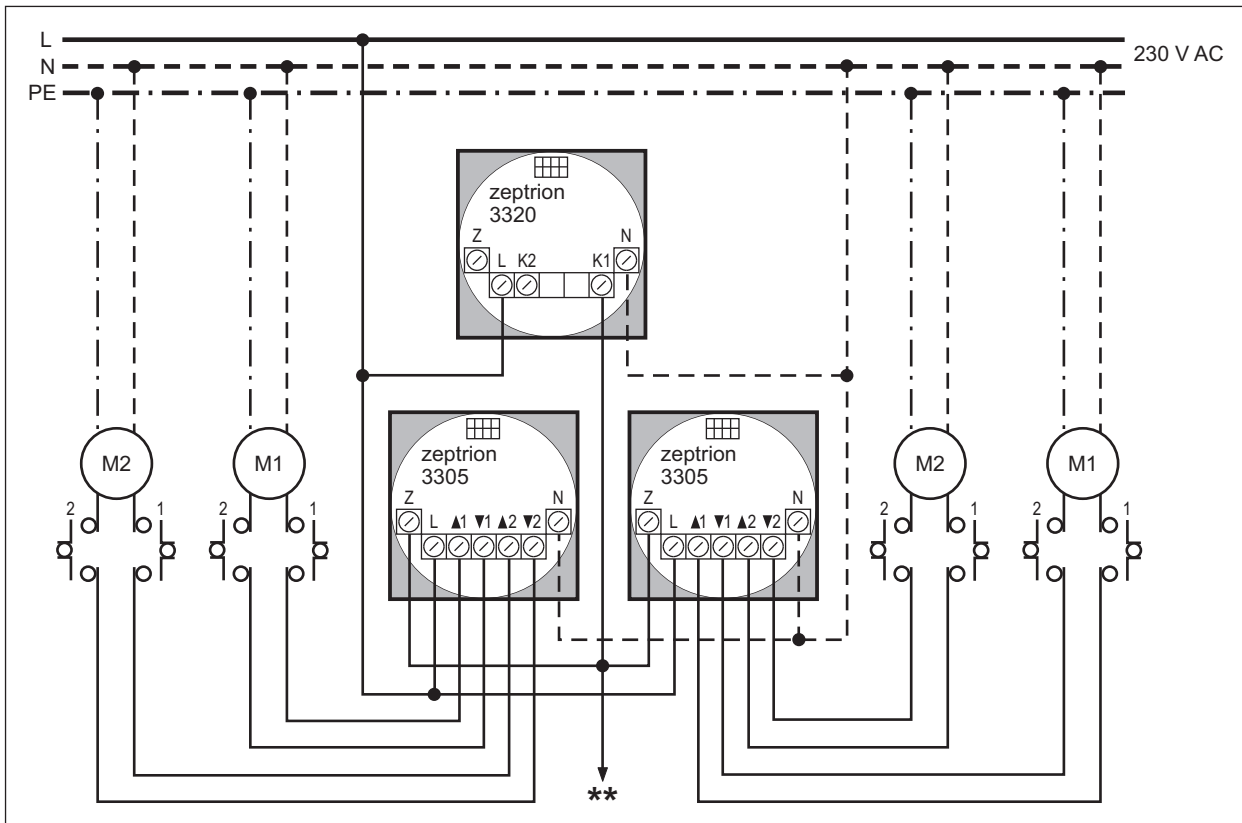 L
N
PE
230 V AC
zeptrion
3320
Z
N
L K2 K1
M2
M1
zeptrion
3305
Z
N
L ▲1 ▼1 ▲2 ▼2
zeptrion
3305
Z
N
L ▲1 ▼1 ▲2 ▼2
M2
M1
2 1
2 1
2 1
2 1
**